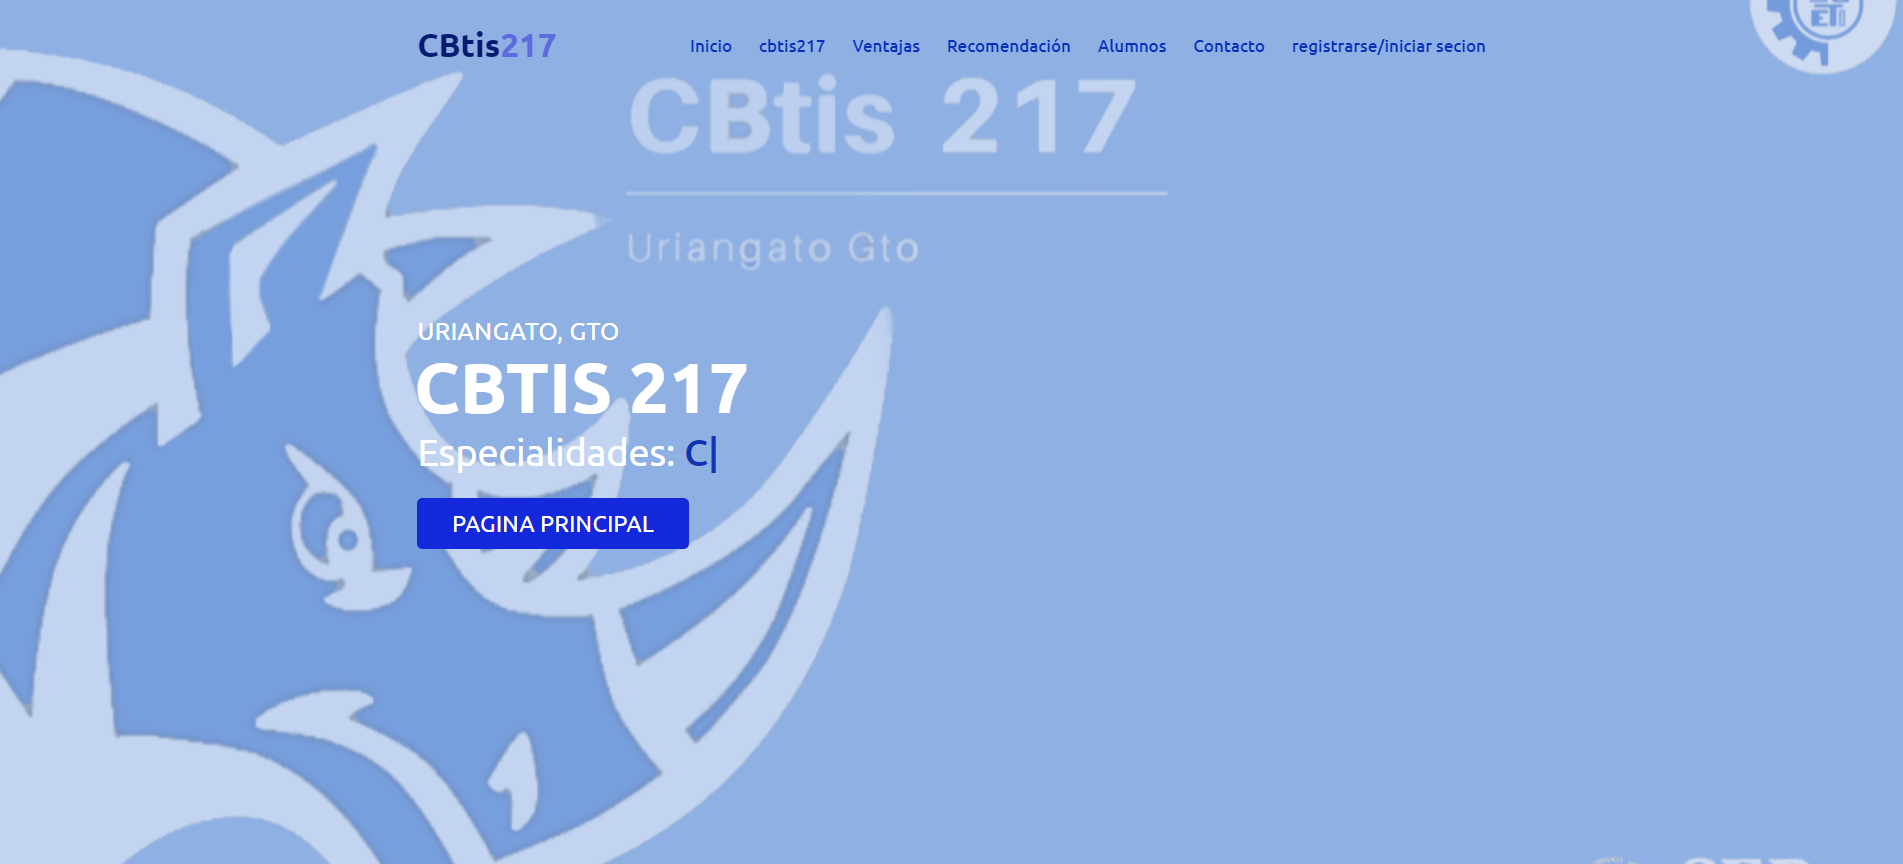 CBtis217
Inicio cbtis217 Ventajas Recomendación Alumnos Contacto registrarse/iniciar secion
CBtis 217
Uriangato Gto
URIANGATO, GTO
CBTIS 217
Especialidades: C|
PAGINA PRINCIPAL